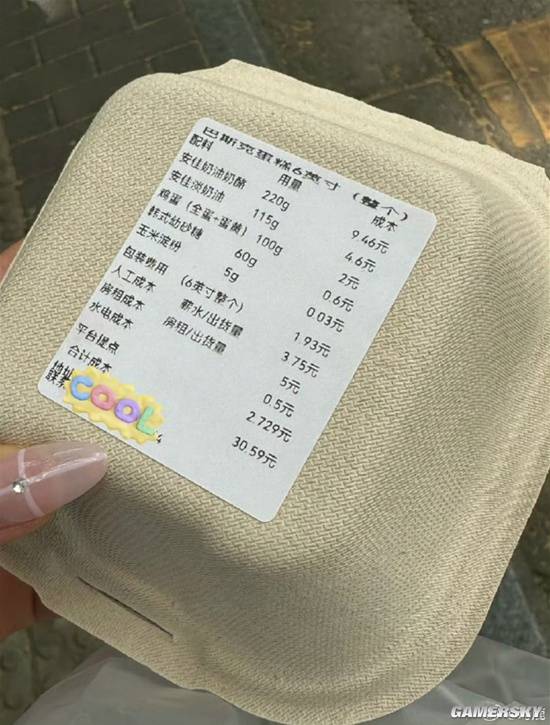 巴斯克蛋糕6英寸（整个）
配料 用量 成本
安佳奶油奶酪 220g 9.46元
安佳淡奶油 115g 4.6元
鸡蛋（全蛋+蛋黄） 100g 2元
韩式幼砂糖 60g 0.6元
玉米淀粉 5g 0.03元
包装费用 （6英寸整个） 1.93元
人工成本 薪水/出货量 3.75元
房租成本 房租/出货量 5元
水电成本 0.5元
平台提点 2.729元
合计成本 30.59元
地址
COOL
GAMERSKY